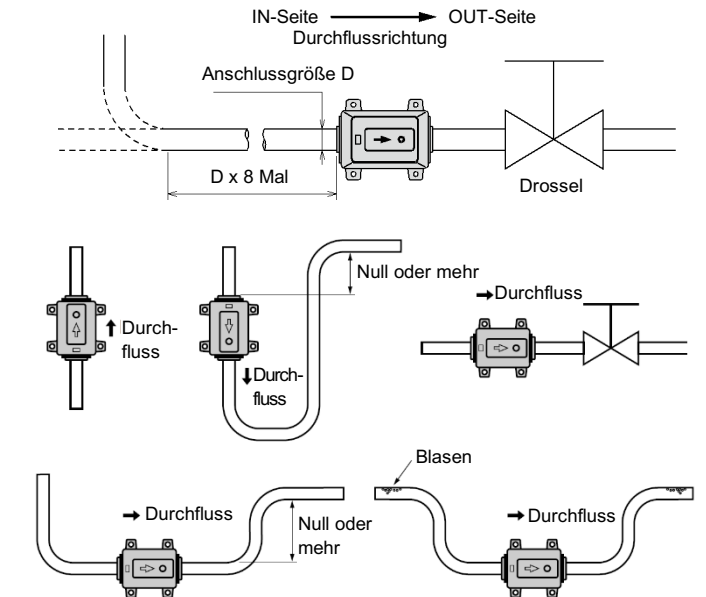 IN-Seite OUT-Seite
Durchflussrichtung
Anschlussgröße D
D x 8 Mal
Drossel
Null oder mehr
Durch-
fluss
Durch-
fluss
Durchfluss
Blasen
Durchfluss
Null oder
mehr
Durchfluss